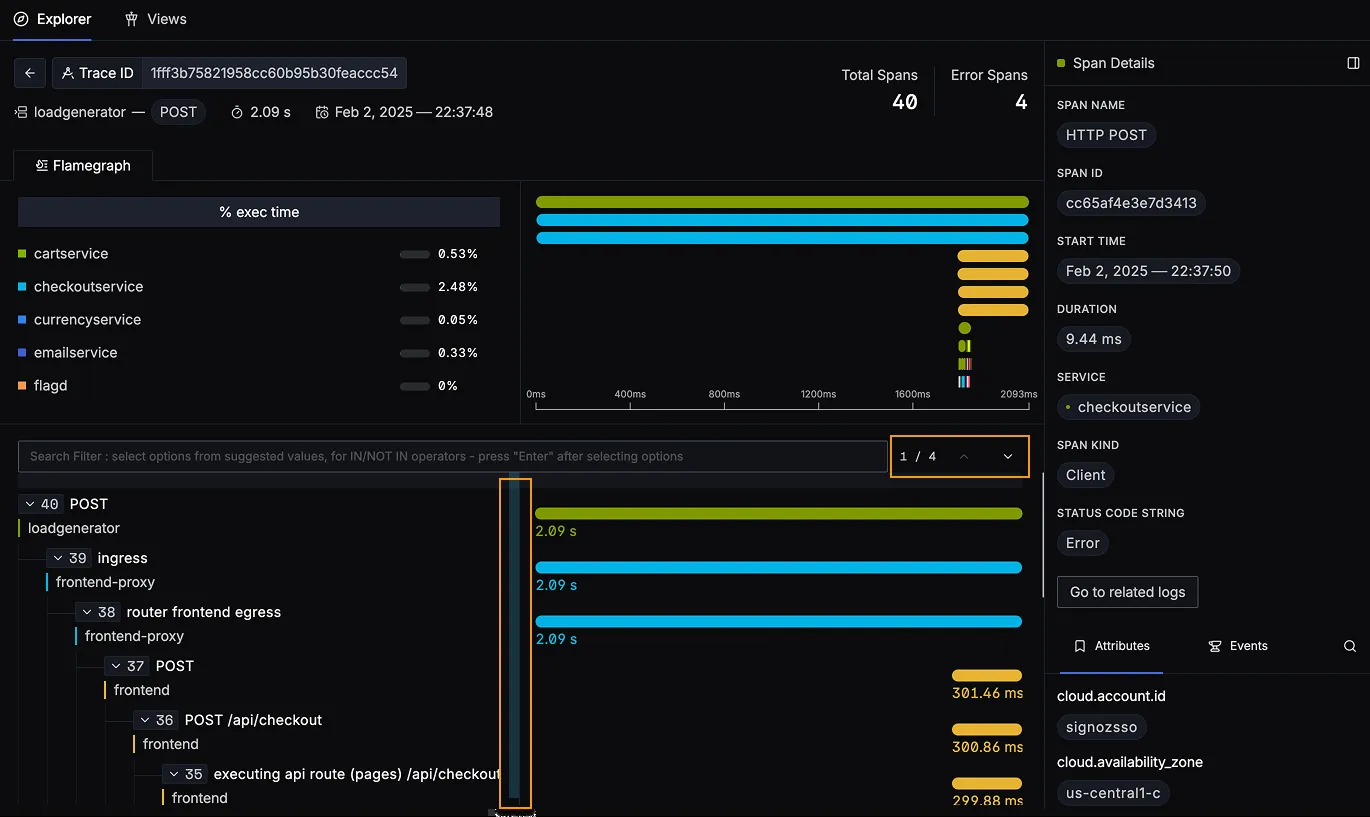 Explorer
Views
Trace ID 1fff3b75821958cc60b95b30feaccc54
loadgenerator — POST 2.09 s Feb 2, 2025 — 22:37:48
Total Spans
40
Error Spans
4
Flamegraph
% exec time
cartservice 0.53%
checkoutservice 2.48%
currencyservice 0.05%
emailservice 0.33%
flagd 0%
0ms 400ms 800ms 1200ms 1600ms 2093ms
Search Filter : select options from suggested values, for IN/NOT IN operators - press "Enter" after selecting options
1 / 4
40 POST
loadgenerator
2.09 s
39 ingress
frontend-proxy
2.09 s
38 router frontend egress
frontend-proxy
2.09 s
37 POST
frontend
301.46 ms
36 POST /api/checkout
frontend
300.86 ms
35 executing api route (pages) /api/checkout
frontend
299.88 ms
Span Details
SPAN NAME
HTTP POST
SPAN ID
cc65af4e3e7d3413
START TIME
Feb 2, 2025 — 22:37:50
DURATION
9.44 ms
SERVICE
checkoutservice
SPAN KIND
Client
STATUS CODE STRING
Error
Go to related logs
Attributes
Events
cloud.account.id
signozsso
cloud.availability_zone
us-central1-c